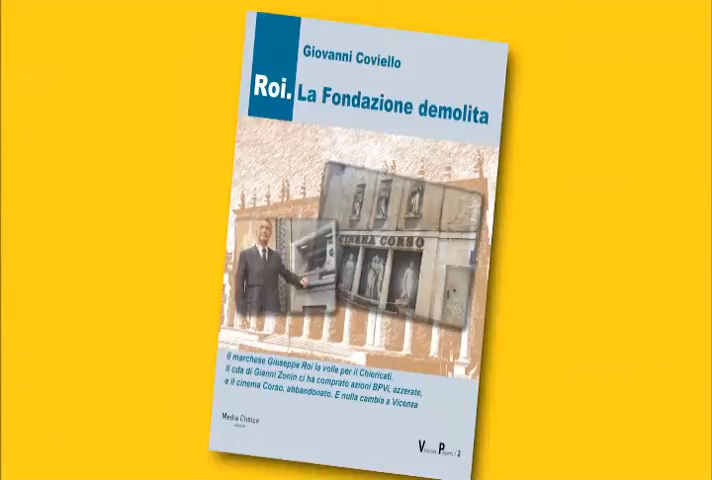 Giovanni Coviello
Roi. La Fondazione demolita
CINEMA CORSO
Il marchese Giuseppe Roi la volle per il Chiericati.
Il cda di Gianni Zonin ci ha comprato azioni BPVi, azzerate,
e il cinema Corso, abbandonato. E nulla cambia a Vicenza
Media Choice
V P / 2